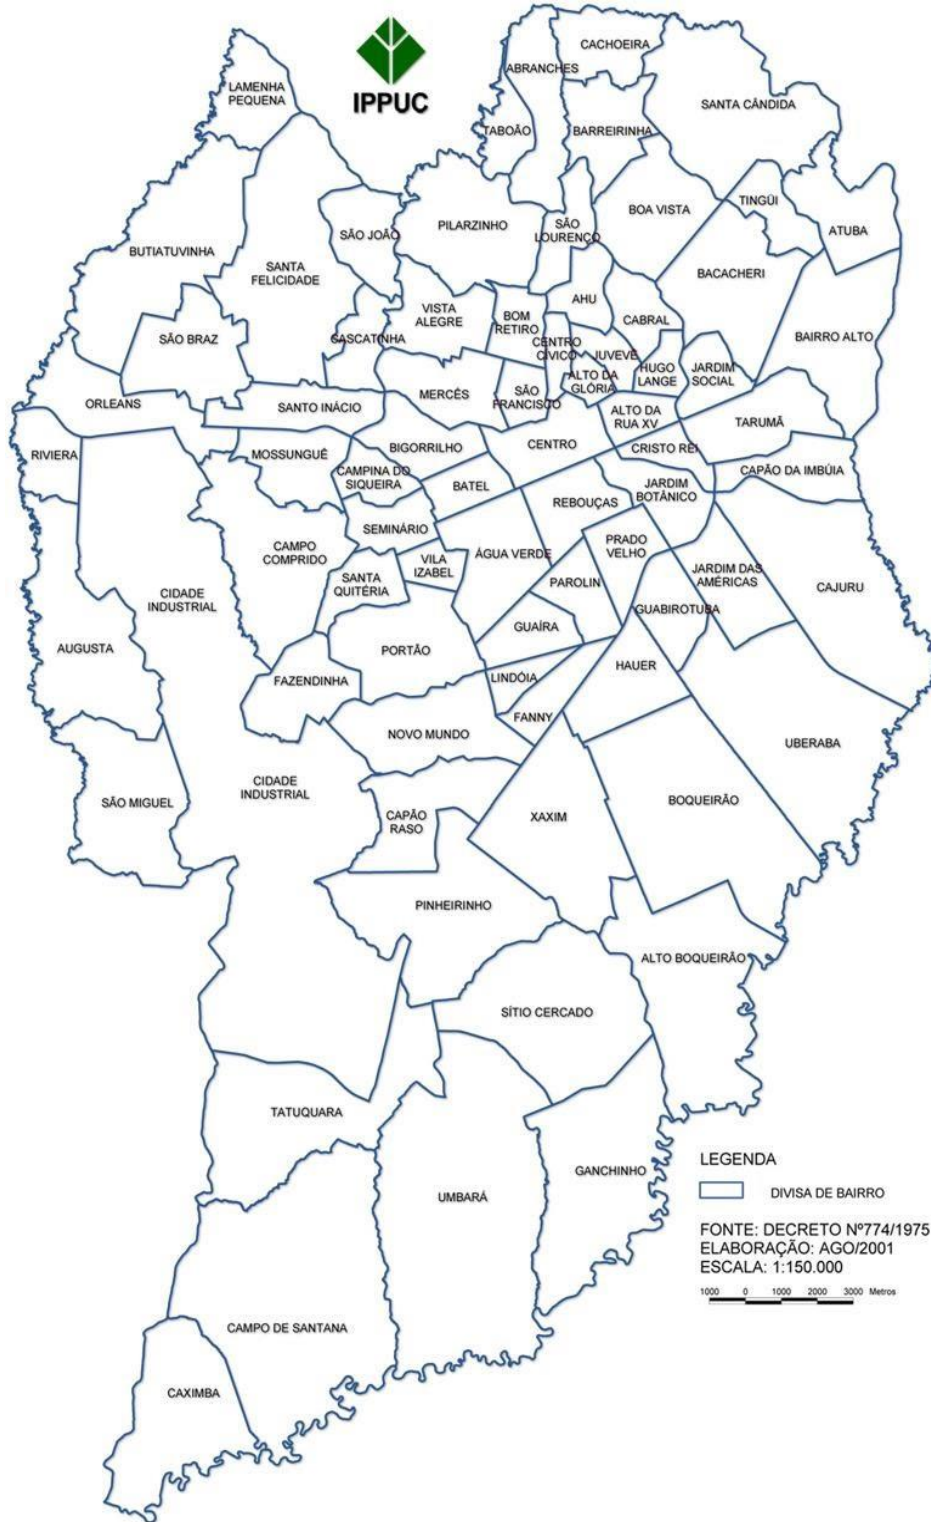 IPPUC
CACHOEIRA
ABRANCHES
LAMENHA
PEQUENA
SANTA CÂNDIDA
TABOÃO
BARREIRINHA
TINGÜI
BOA VISTA
PILARZINHO
SÃO
LOURENÇO
ATUBA
SÃO JOÃO
BUTIATUVINHA
SANTA
FELICIDADE
BACACHERI
AHU
VISTA
ALEGRE
BOM
RETIRO
CABRAL
BAIRRO ALTO
SÃO BRAZ
CASCATINHA
CENTRO
CÍVICO
JUVEVÊ
HUGO
LANGE
JARDIM
SOCIAL
ALTO DA
GLÓRIA
MERCÊS
SÃO
FRANCISCO
ORLEANS
SANTO INÁCIO
ALTO DA
RUA XV
TARUMÃ
BIGORRILHO
CENTRO
CRISTO REI
RIVIERA
MOSSUNGUÊ
CAMPINA DO
SIQUEIRA
CAPÃO DA IMBÚIA
BATEL
JARDIM
BOTÂNICO
REBOUÇAS
SEMINÁRIO
PRADO
VELHO
CAMPO
COMPRIDO
ÁGUA VERDE
VILA
IZABEL
JARDIM DAS
AMÉRICAS
SANTA
QUITÉRIA
PAROLIN
CAJURU
CIDADE
INDUSTRIAL
GUABIROTUBA
GUAÍRA
AUGUSTA
PORTÃO
HAUER
FAZENDINHA
LINDÓIA
FANNY
NOVO MUNDO
UBERABA
CIDADE
INDUSTRIAL
SÃO MIGUEL
BOQUEIRÃO
CAPÃO
RASO
XAXIM
PINHEIRINHO
ALTO BOQUEIRÃO
SÍTIO CERCADO
TATUQUARA
UMBARÁ
GANCHINHO
CAMPO DE SANTANA
CAXIMBA
LEGENDA
DIVISA DE BAIRRO
FONTE: DECRETO Nº774/1975
ELABORAÇÃO: AGO/2001
ESCALA: 1:150.000
1000 0 1000 2000 3000 Metros